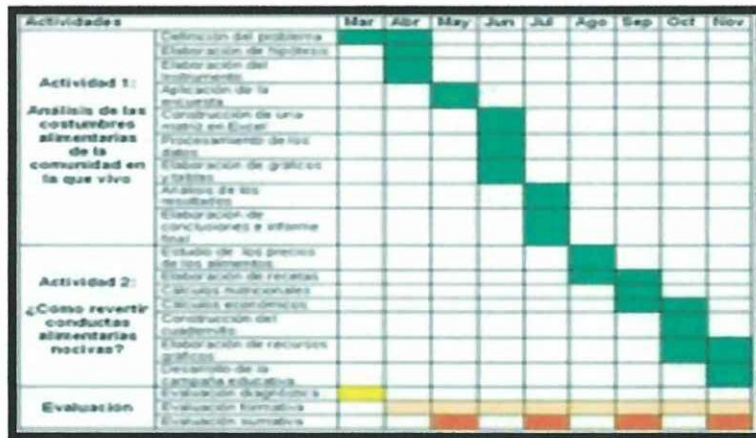 Actividades Mar Abr May Jun Jul Ago Sep Oct Nov
Actividad 1:
Análisis de las
costumbres
alimentarias
de la
comunidad en
la que vivo
Definición del problema
Elaboración de hipótesis
Elaboración del
instrumento
Aplicación de la
encuesta
Construcción de una
matriz en Excel
Procesamiento de los
datos
Elaboración de gráficos
y tablas
Análisis de los
resultados
Elaboración de
conclusiones e informe
final
Actividad 2:
¿Cómo revertir
conductas
alimentarias
nocivas?
Estudio de los precios
de los alimentos
Elaboración de recetas
Cálculos nutricionales
Cálculos económicos
Construcción del
cuadernillo
Elaboración de recursos
gráficos
Desarrollo de la
campaña educativa
Evaluación
Evaluación diagnóstica
Evaluación formativa
Evaluación sumativa